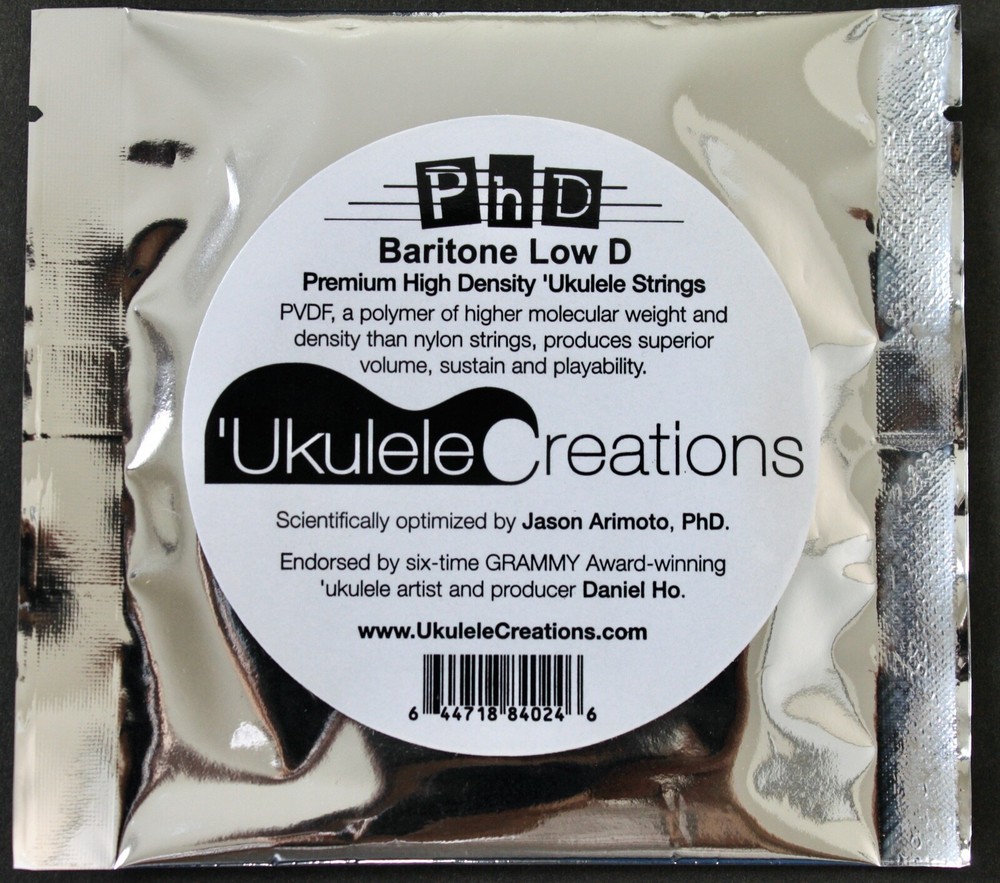 PhD
Baritone Low D
Premium High Density 'Ukulele Strings
PVDF, a polymer of higher molecular weight and
density than nylon strings, produces superior
volume, sustain and playability.
'Ukulele Creations
Scientifically optimized by Jason Arimoto, PhD.
Endorsed by six-time GRAMMY Award-winning
'ukulele artist and producer Daniel Ho.
www.UkuleleCreations.com
6 44718 84024 6